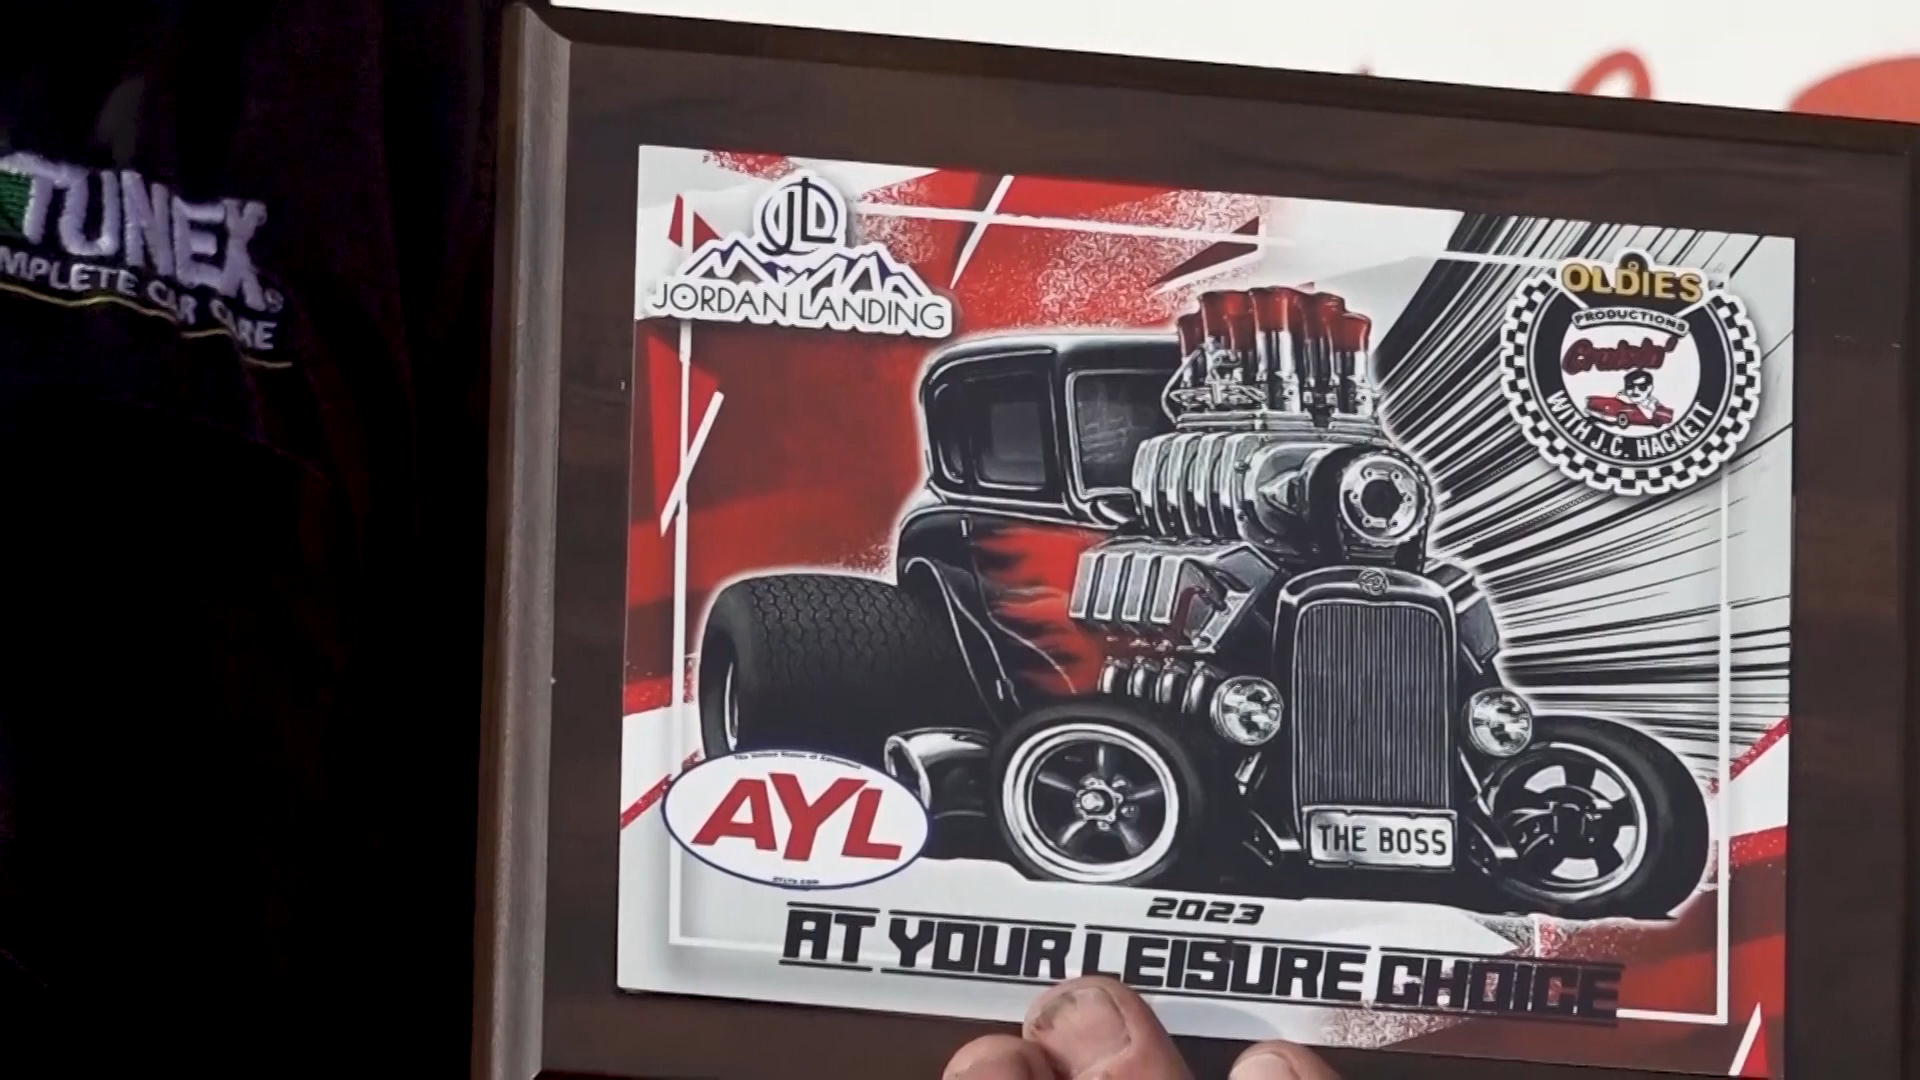 TUNEX
MPLETE CAR CARE
JLD
JORDAN LANDING
OLDIES
PRODUCTIONS
Cruisin'
WITH J.C. HACKETT
AYL
THE BOSS
2023
AT YOUR LEISURE CHOICE